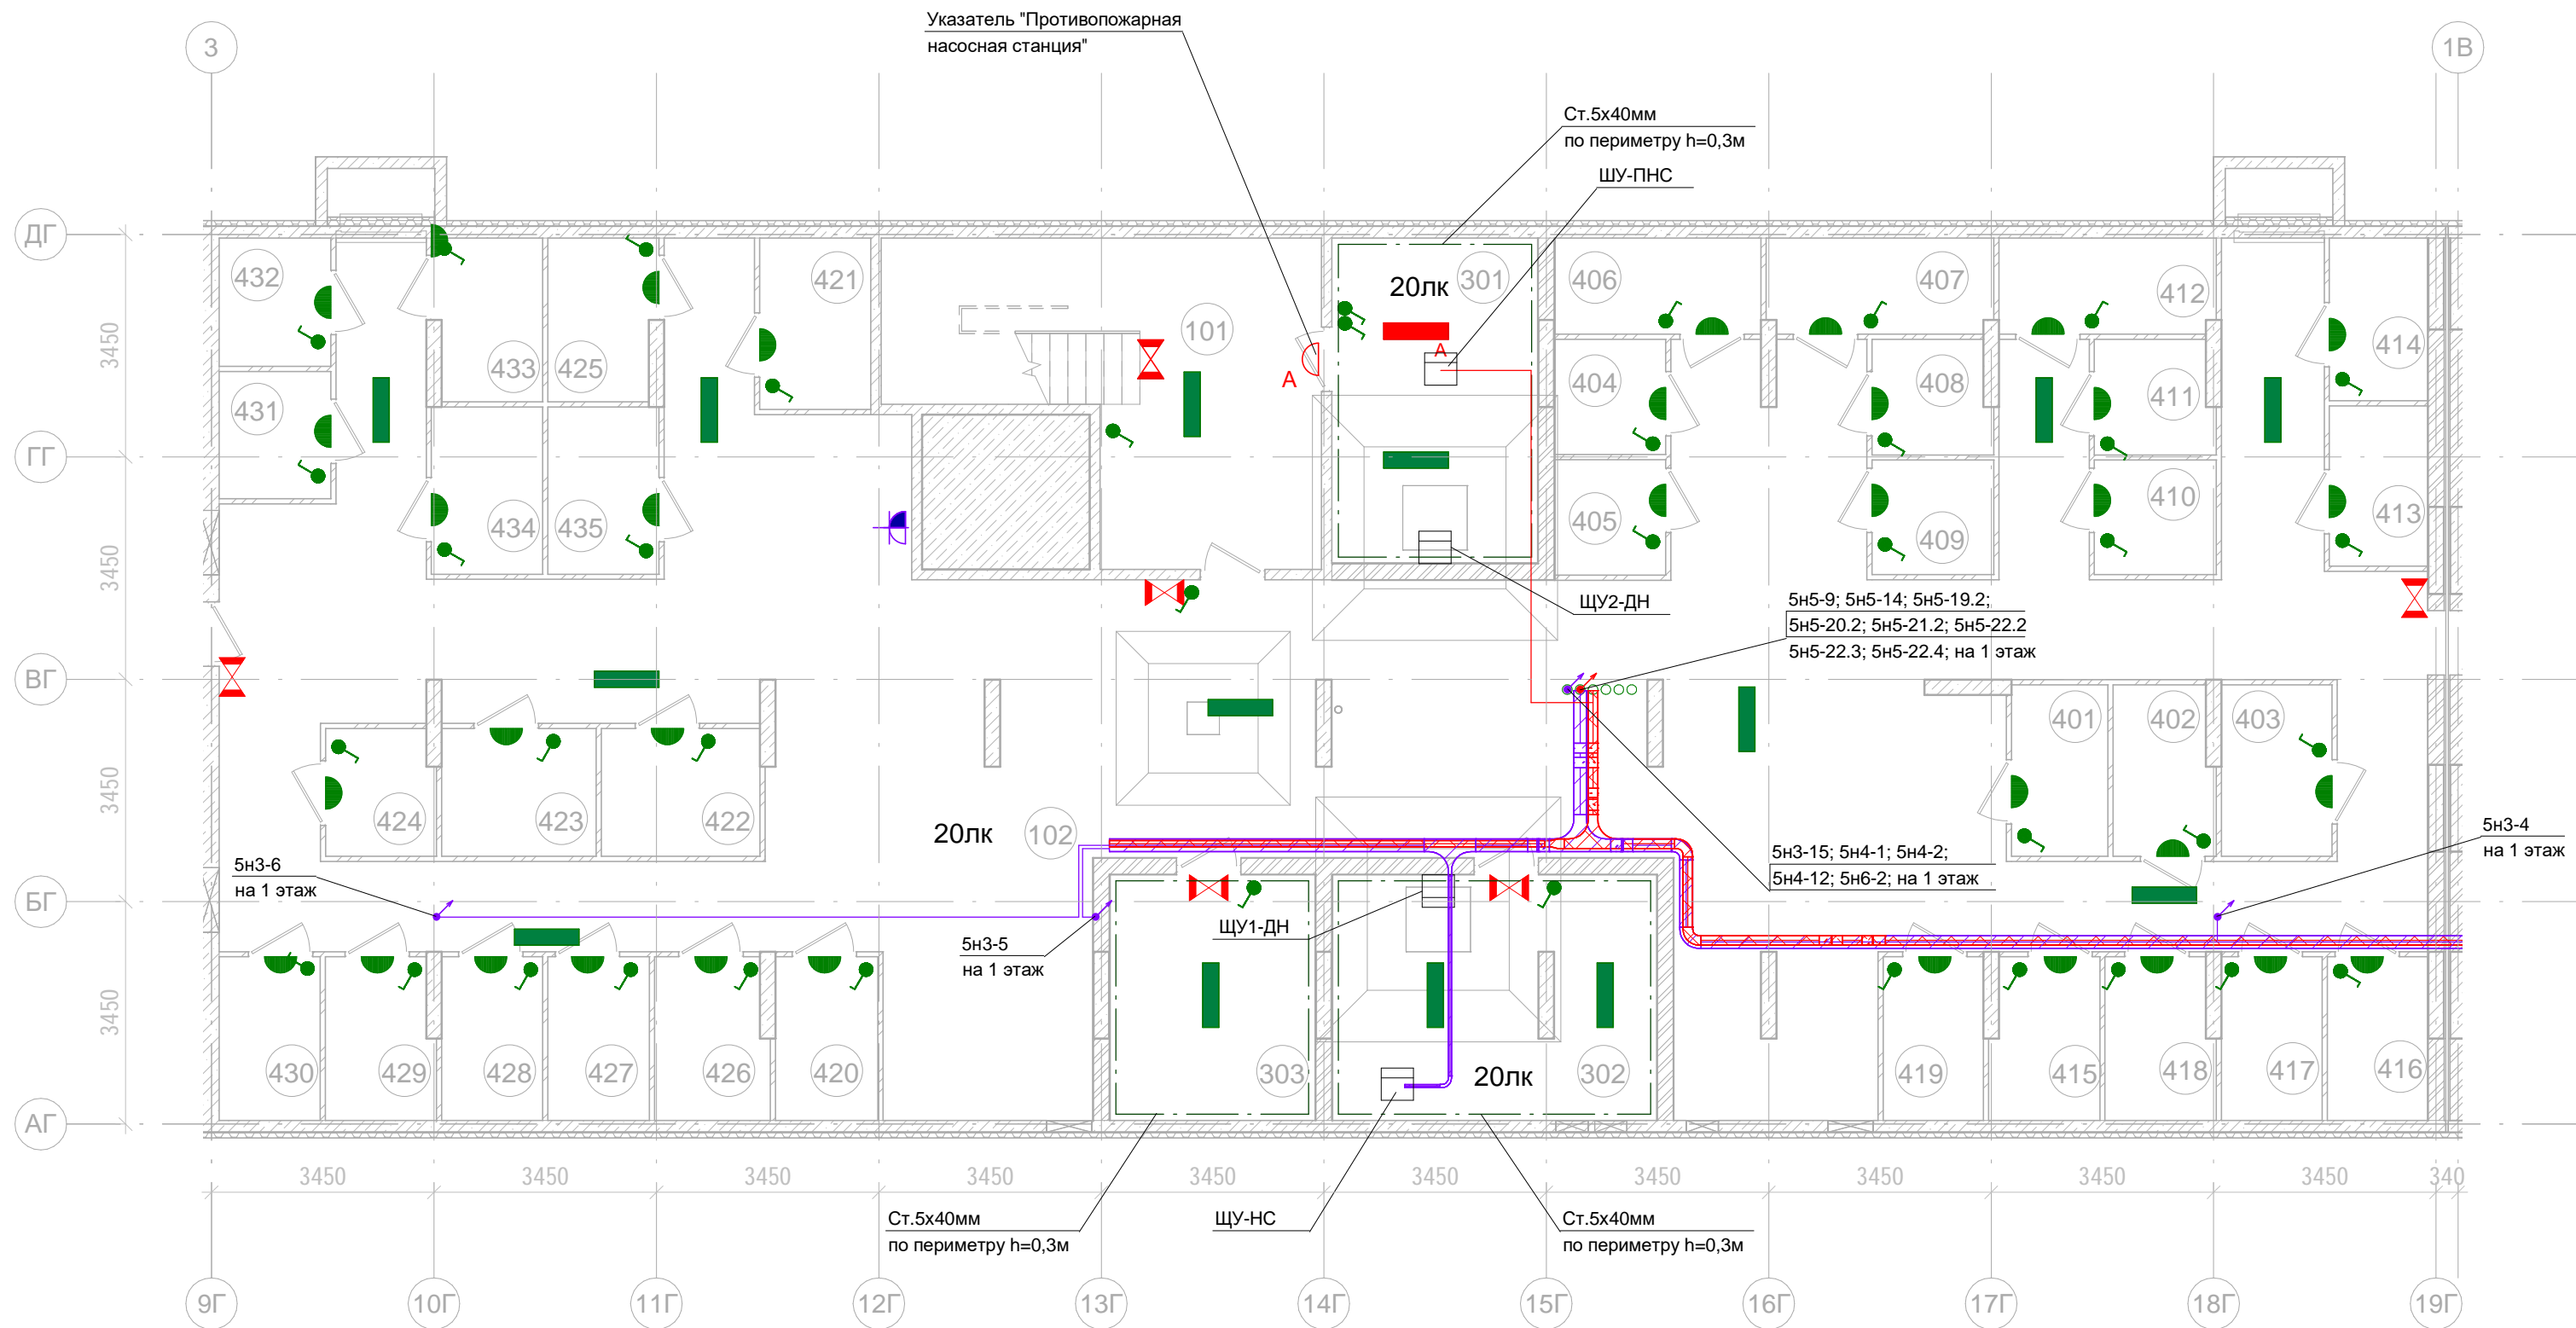 Указатель "Противопожарная
насосная станция"
3
1В
Ст.5х40мм
по периметру h=0,3м
ШУ-ПНС
ДГ
432
433
425
421
101
20лк
301
406
407
412
414
3450
431
А
А
404
408
411
ГГ
434
435
405
409
410
413
3450
ЩУ2-ДН
5н5-9; 5н5-14; 5н5-19.2;
5н5-20.2; 5н5-21.2; 5н5-22.2
5н5-22.3; 5н5-22.4; на 1 этаж
ВГ
401
402
403
3450
424
423
422
20лк
102
5н3-15; 5н4-1; 5н4-2;
5н4-12; 5н6-2; на 1 этаж
5н3-4
на 1 этаж
5н3-6
на 1 этаж
БГ
ЩУ1-ДН
5н3-5
на 1 этаж
3450
430
429
428
427
426
420
303
20лк
302
419
415
418
417
416
АГ
3450
3450
3450
3450
3450
3450
3450
3450
3450
3450
340
Ст.5х40мм
по периметру h=0,3м
ЩУ-НС
Ст.5х40мм
по периметру h=0,3м
9Г
10Г
11Г
12Г
13Г
14Г
15Г
16Г
17Г
18Г
19Г